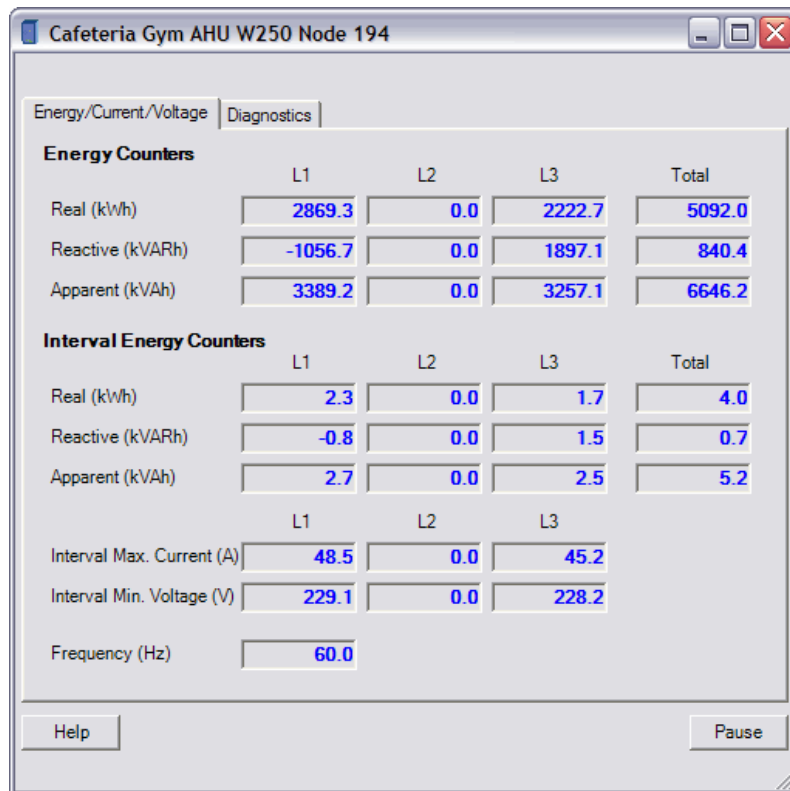 Cafeteria Gym AHU W250 Node 194
Energy/Current/Voltage Diagnostics
Energy Counters
L1 L2 L3 Total
Real (kWh) 2869.3 0.0 2222.7 5092.0
Reactive (kVARh) -1056.7 0.0 1897.1 840.4
Apparent (kVAh) 3389.2 0.0 3257.1 6646.2
Interval Energy Counters
L1 L2 L3 Total
Real (kWh) 2.3 0.0 1.7 4.0
Reactive (kVARh) -0.8 0.0 1.5 0.7
Apparent (kVAh) 2.7 0.0 2.5 5.2
L1 L2 L3
Interval Max. Current (A) 48.5 0.0 45.2
Interval Min. Voltage (V) 229.1 0.0 228.2
Frequency (Hz) 60.0
Help Pause